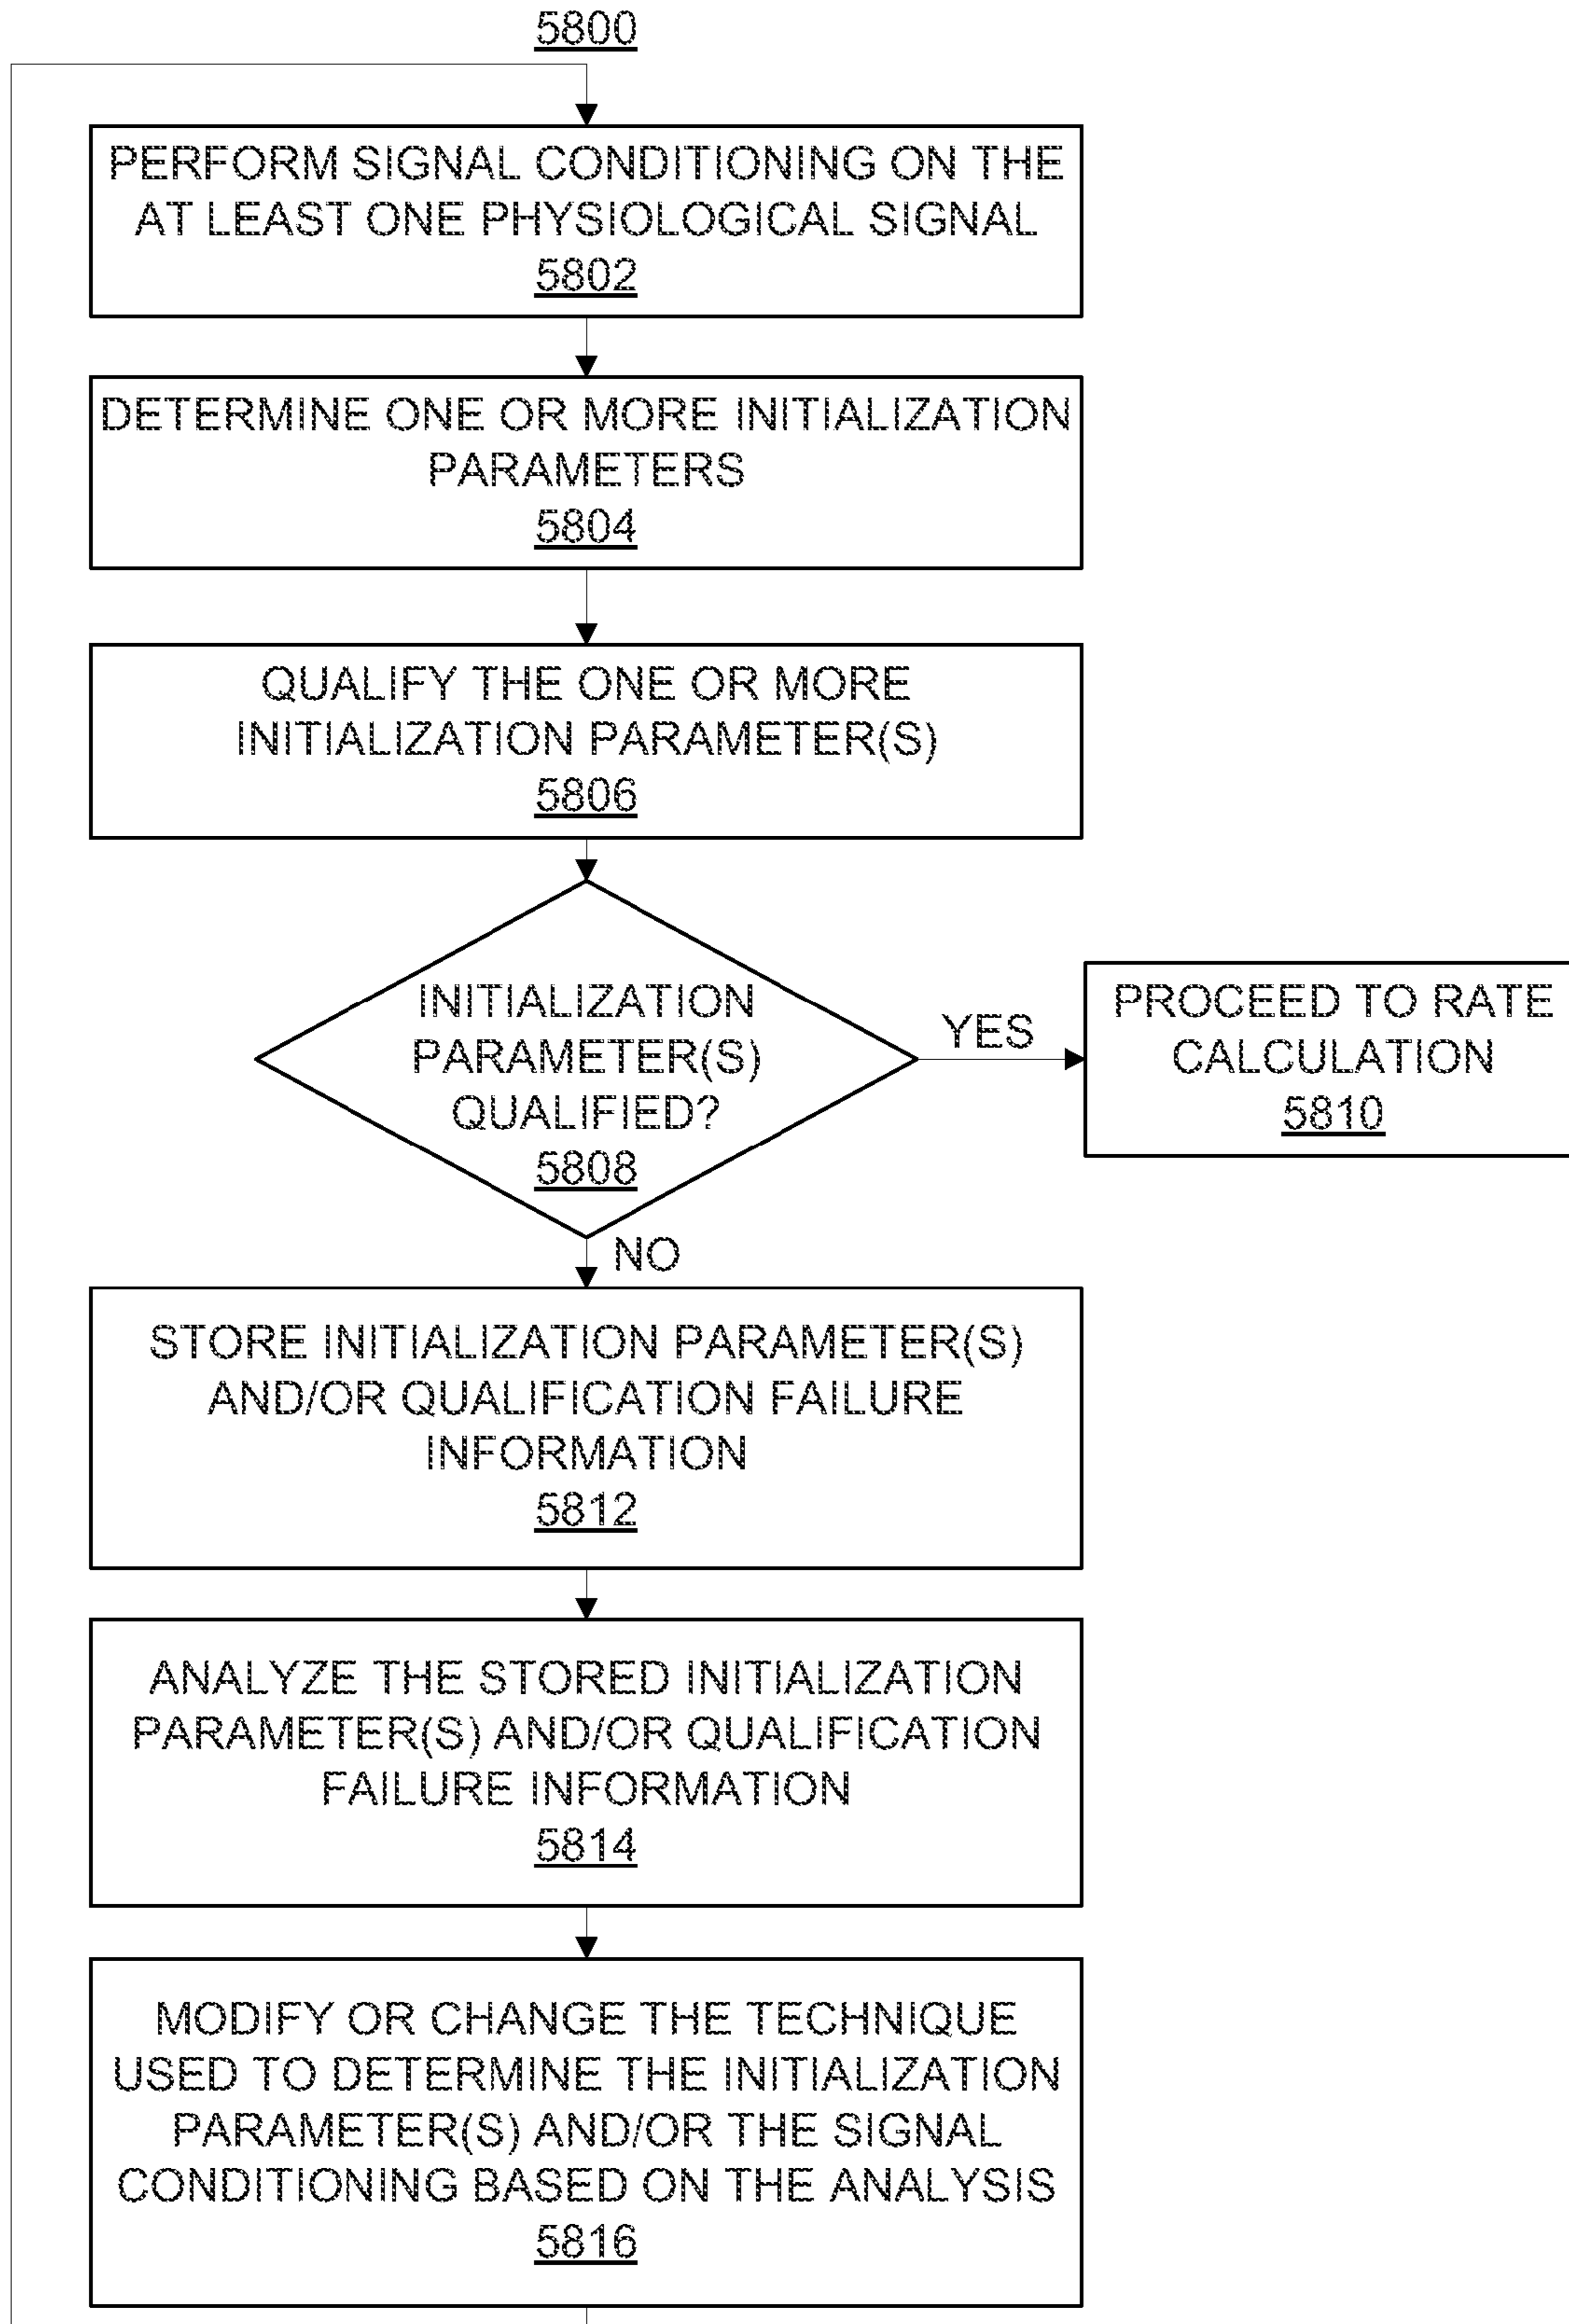 5800
PERFORM SIGNAL CONDITIONING ON THE
AT LEAST ONE PHYSIOLOGICAL SIGNAL
5802
DETERMINE ONE OR MORE INITIALIZATION
PARAMETERS
5804
QUALIFY THE ONE OR MORE
INITIALIZATION PARAMETER(S)
5806
INITIALIZATION
PARAMETER(S)
QUALIFIED?
5808
YES
PROCEED TO RATE
CALCULATION
5810
NO
STORE INITIALIZATION PARAMETER(S)
AND/OR QUALIFICATION FAILURE
INFORMATION
5812
ANALYZE THE STORED INITIALIZATION
PARAMETER(S) AND/OR QUALIFICATION
FAILURE INFORMATION
5814
MODIFY OR CHANGE THE TECHNIQUE
USED TO DETERMINE THE INITIALIZATION
PARAMETER(S) AND/OR THE SIGNAL
CONDITIONING BASED ON THE ANALYSIS
5816